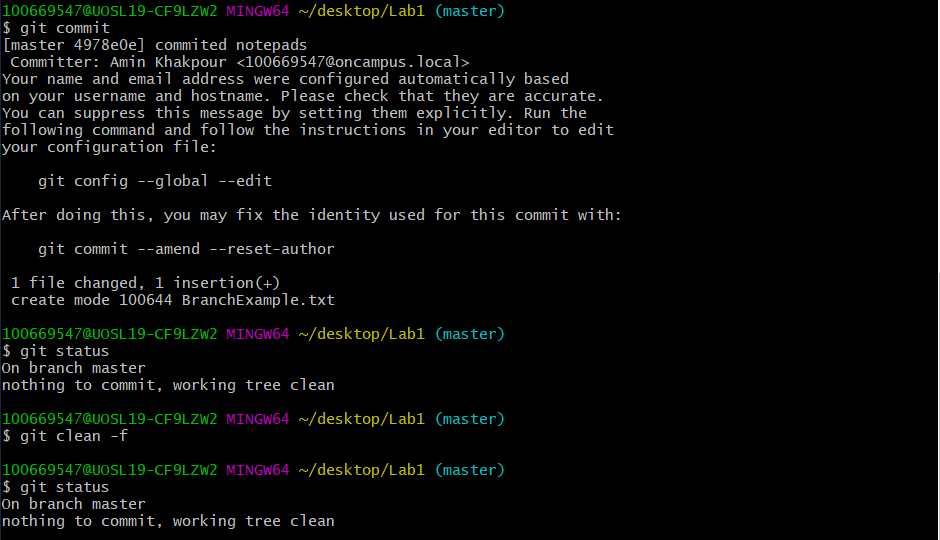 100669547@UOSL19-CF9LZW2 MINGW64 ~/desktop/Lab1 (master)
$ git commit
[master 4978e0e] commited notepads
 Committer: Amin Khakpour <100669547@oncampus.local>
Your name and email address were configured automatically based
on your username and hostname. Please check that they are accurate.
You can suppress this message by setting them explicitly. Run the
following command and follow the instructions in your editor to edit
your configuration file:

    git config --global --edit

After doing this, you may fix the identity used for this commit with:

    git commit --amend --reset-author

 1 file changed, 1 insertion(+)
 create mode 100644 BranchExample.txt

100669547@UOSL19-CF9LZW2 MINGW64 ~/desktop/Lab1 (master)
$ git status
On branch master
nothing to commit, working tree clean

100669547@UOSL19-CF9LZW2 MINGW64 ~/desktop/Lab1 (master)
$ git clean -f

100669547@UOSL19-CF9LZW2 MINGW64 ~/desktop/Lab1 (master)
$ git status
On branch master
nothing to commit, working tree clean